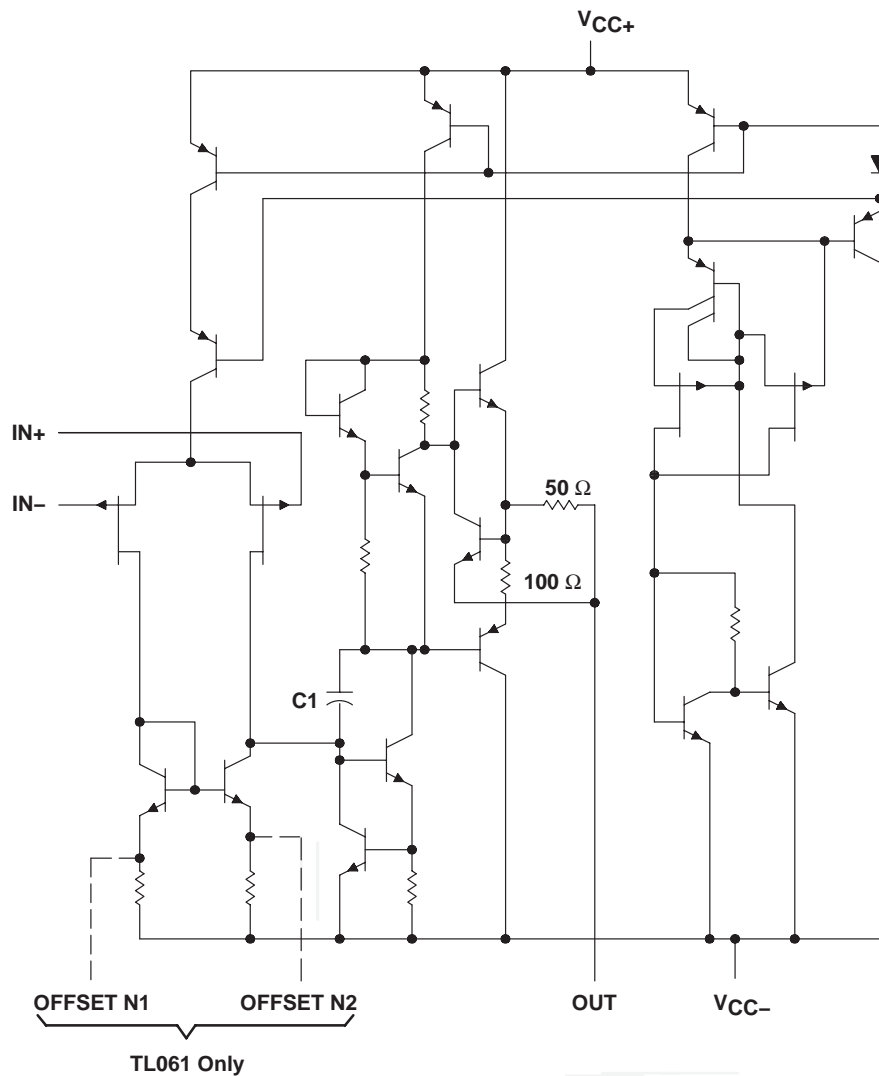 VCC+
IN+
IN−
50 Ω
100 Ω
C1
OFFSET N1
OFFSET N2
OUT
VCC−
TL061 Only